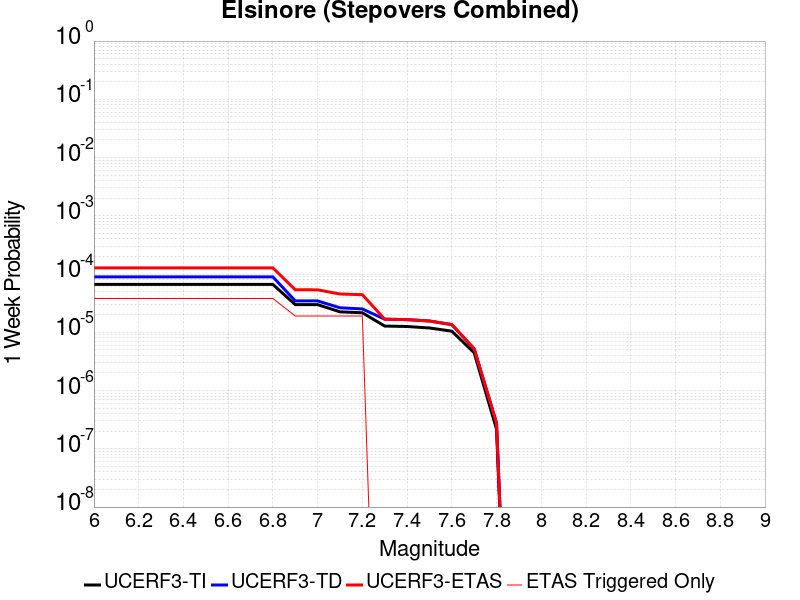 Elsinore (Stepovers Combined)
10^0
10^-1
10^-2
10^-3
10^-4
10^-5
10^-6
10^-7
10^-8
1 Week Probability
6 6.2 6.4 6.6 6.8 7 7.2 7.4 7.6 7.8 8 8.2 8.4 8.6 8.8 9
Magnitude
UCERF3-TI UCERF3-TD UCERF3-ETAS ETAS Triggered Only